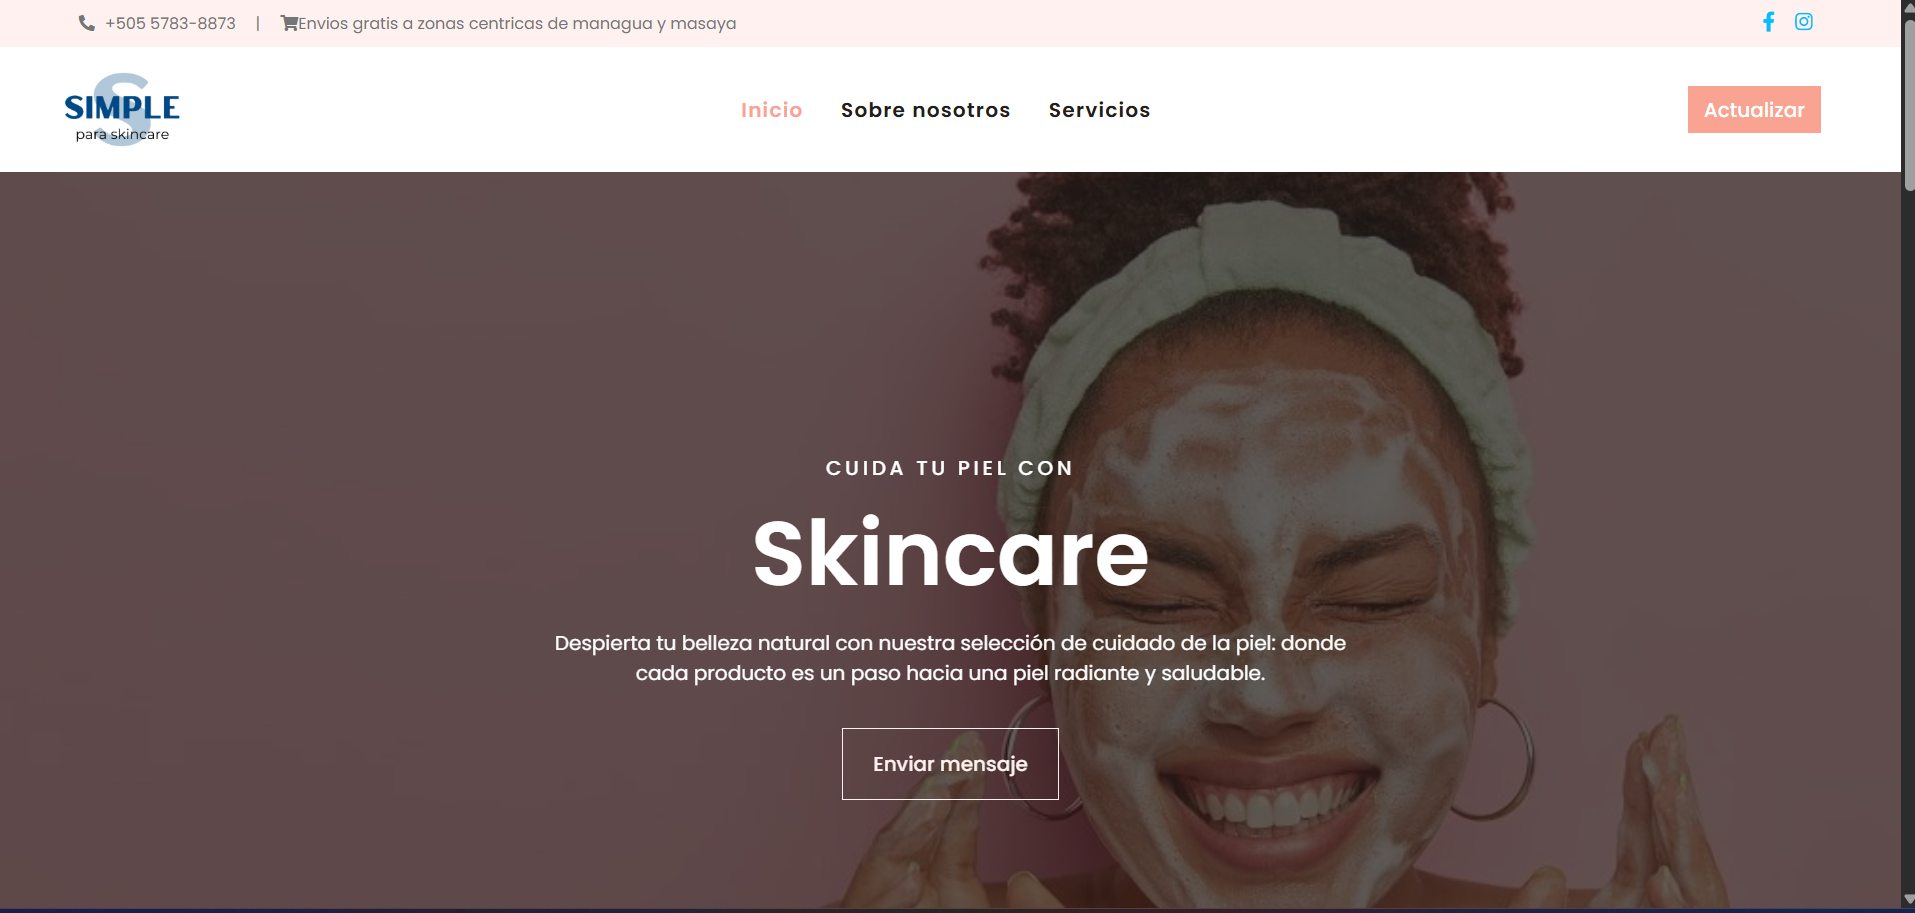 +505 5783-8873 | Envios gratis a zonas centricas de managua y masaya
S
SIMPLE
para skincare
Inicio Sobre nosotros Servicios
Actualizar
CUIDA TU PIEL CON
Skincare
Despierta tu belleza natural con nuestra selección de cuidado de la piel: donde
cada producto es un paso hacia una piel radiante y saludable.
Enviar mensaje